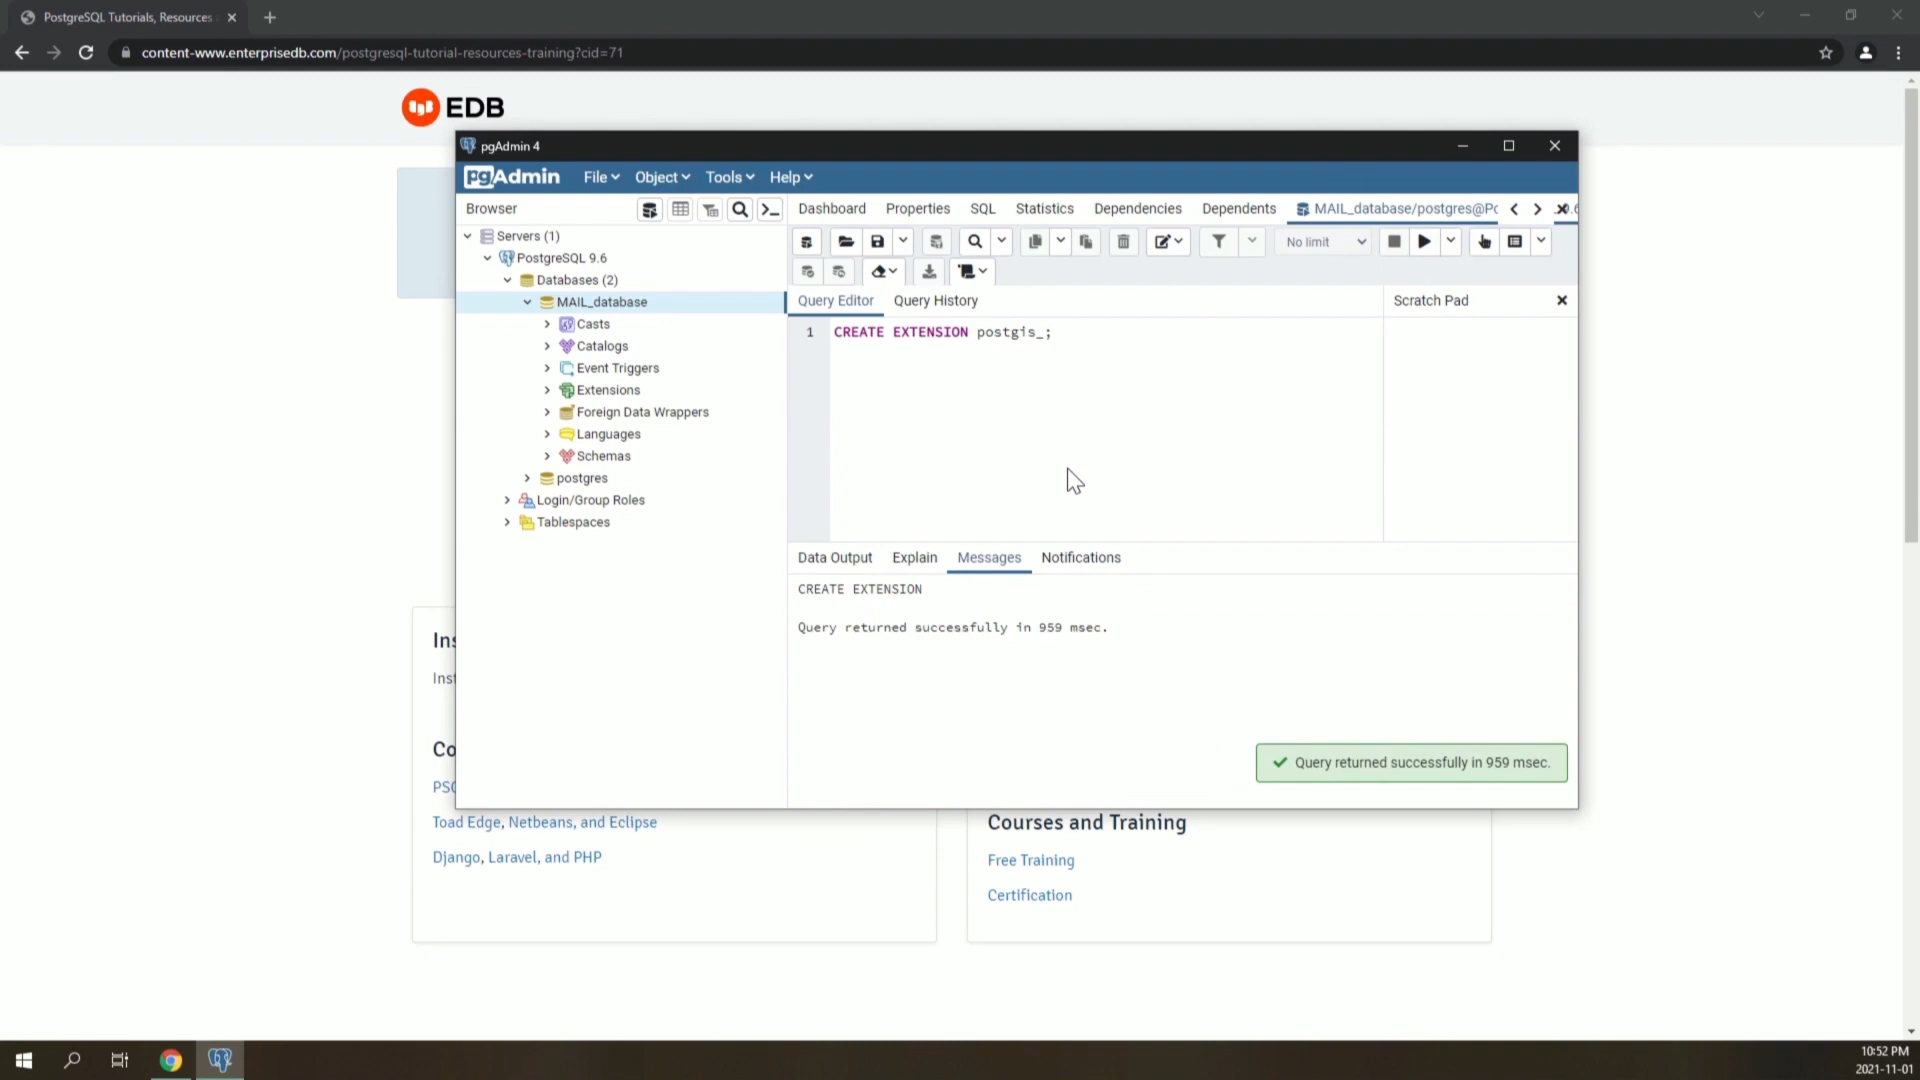 PostgreSQL Tutorials, Resources
content-www.enterprisedb.com/postgresql-tutorial-resources-training?cid=71
EDB
pgAdmin 4
pgAdmin File Object Tools Help
Browser
Dashboard Properties SQL Statistics Dependencies Dependents MAIL_database/postgres@Po
Servers (1)
PostgreSQL 9.6
Databases (2)
MAIL_database
Casts
Catalogs
Event Triggers
Extensions
Foreign Data Wrappers
Languages
Schemas
postgres
Login/Group Roles
Tablespaces
No limit
Query Editor Query History
Scratch Pad
1 CREATE EXTENSION postgis_;
Data Output Explain Messages Notifications
CREATE EXTENSION
Query returned successfully in 959 msec.
Query returned successfully in 959 msec.
Ins
Inst
Co
PSQ
Toad Edge, Netbeans, and Eclipse
Django, Laravel, and PHP
Courses and Training
Free Training
Certification
10:52 PM
2021-11-01